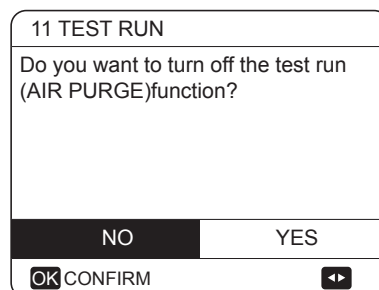 11 TEST RUN
Do you want to turn off the test run
(AIR PURGE)function?
NO YES
OK CONFIRM